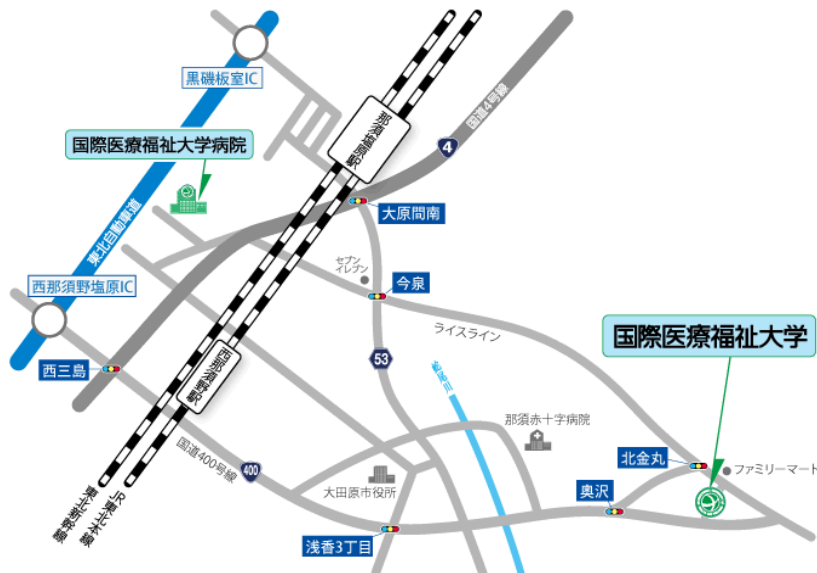 黒磯板室IC
国道4号線
那須塩原駅
4
国際医療福祉大学病院
大原間南
東北自動車道
セブン
イレブン
今泉
西那須野塩原IC
ライスライン
国際医療福祉大学
西三島
西那須野駅
53
蛇尾川
那須赤十字病院
国道400号線
400
北金丸
ファミリーマート
大田原市役所
奥沢
JR東北本線
東北新幹線
浅香3丁目